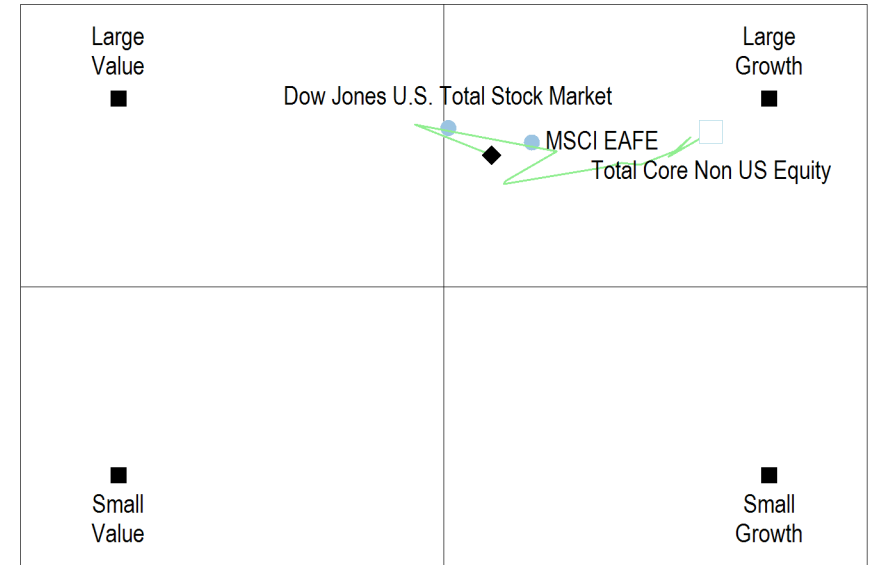 Large
Value
Large
Growth
Dow Jones U.S. Total Stock Market
MSCI EAFE
Total Core Non US Equity
Small
Value
Small
Growth